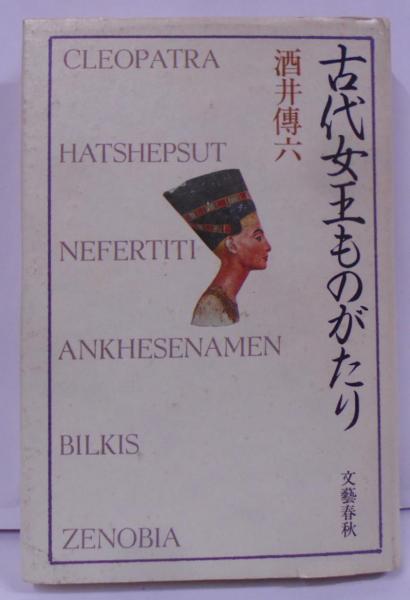 古代女王ものがたり
酒井傳六
CLEOPATRA
HATSHEPSUT
NEFERTITI
ANKHESENAMEN
BILKIS
ZENOBIA
文藝春秋